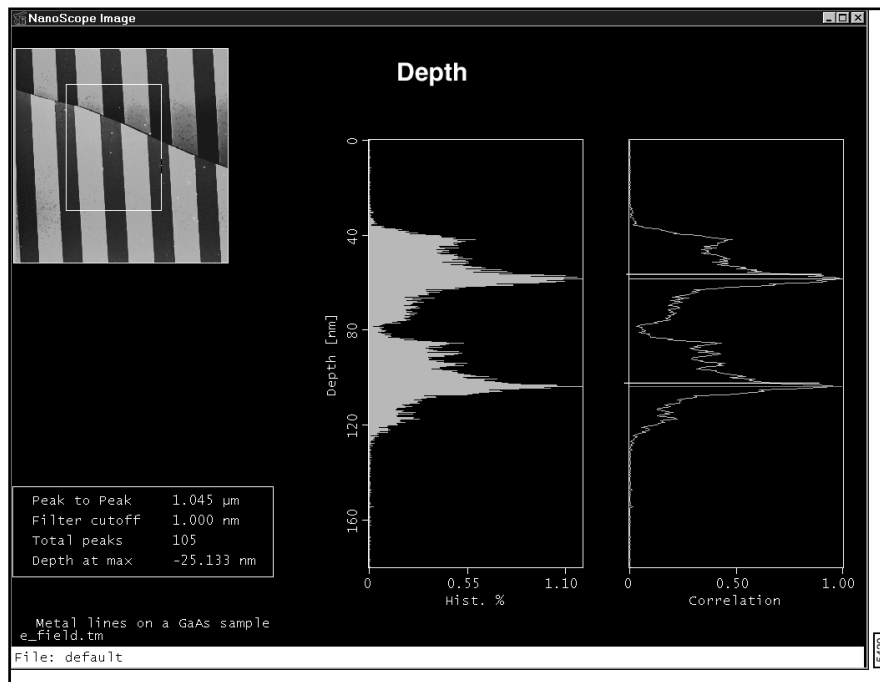 NanoScope Image
Depth
0
40
80
120
160
Depth [nm]
0
0.55
1.10
Hist. %
0
0.50
1.00
Correlation
Peak to Peak 1.045 µm
Filter cutoff 1.000 nm
Total peaks 105
Depth at max -25.133 nm
Metal lines on a GaAs sample
e_field.tm
File: default